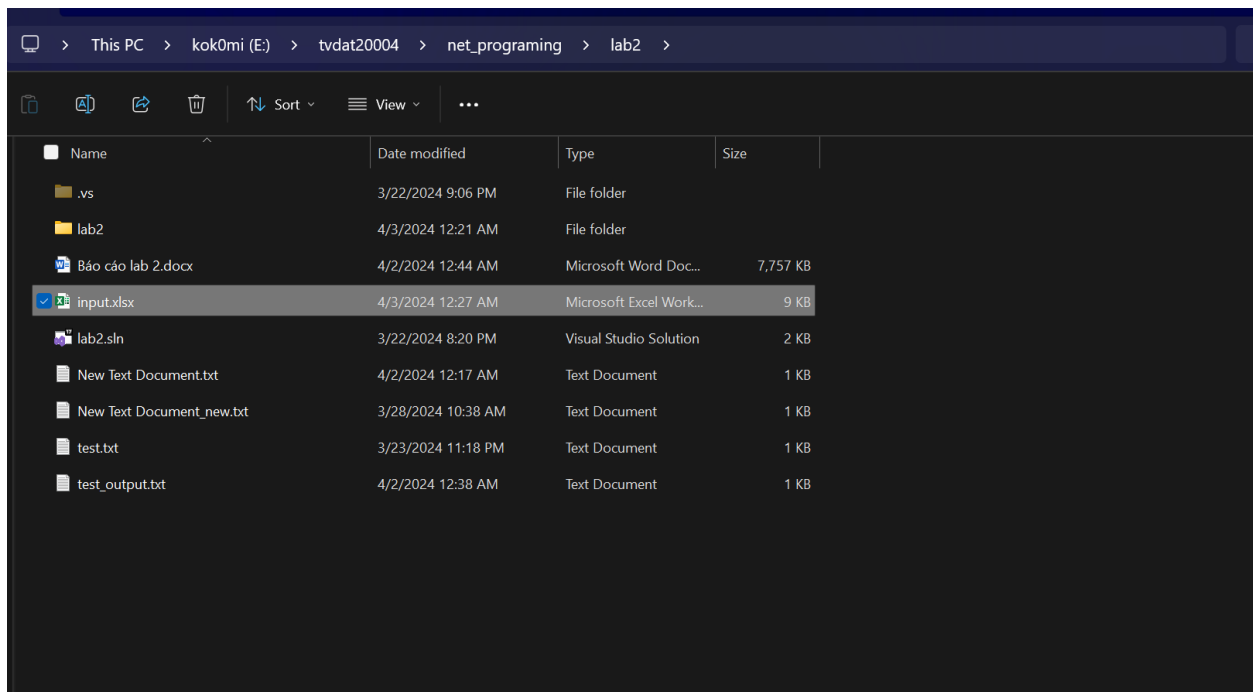 This PC > kok0mi (E:) > tvdat20004 > net_programing > lab2 >
Sort View
Name Date modified Type Size
.vs 3/22/2024 9:06 PM File folder
lab2 4/3/2024 12:21 AM File folder
Báo cáo lab 2.docx 4/2/2024 12:44 AM Microsoft Word Doc... 7,757 KB
input.xlsx 4/3/2024 12:27 AM Microsoft Excel Work... 9 KB
lab2.sln 3/22/2024 8:20 PM Visual Studio Solution 2 KB
New Text Document.txt 4/2/2024 12:17 AM Text Document 1 KB
New Text Document_new.txt 3/28/2024 10:38 AM Text Document 1 KB
test.txt 3/23/2024 11:18 PM Text Document 1 KB
test_output.txt 4/2/2024 12:38 AM Text Document 1 KB